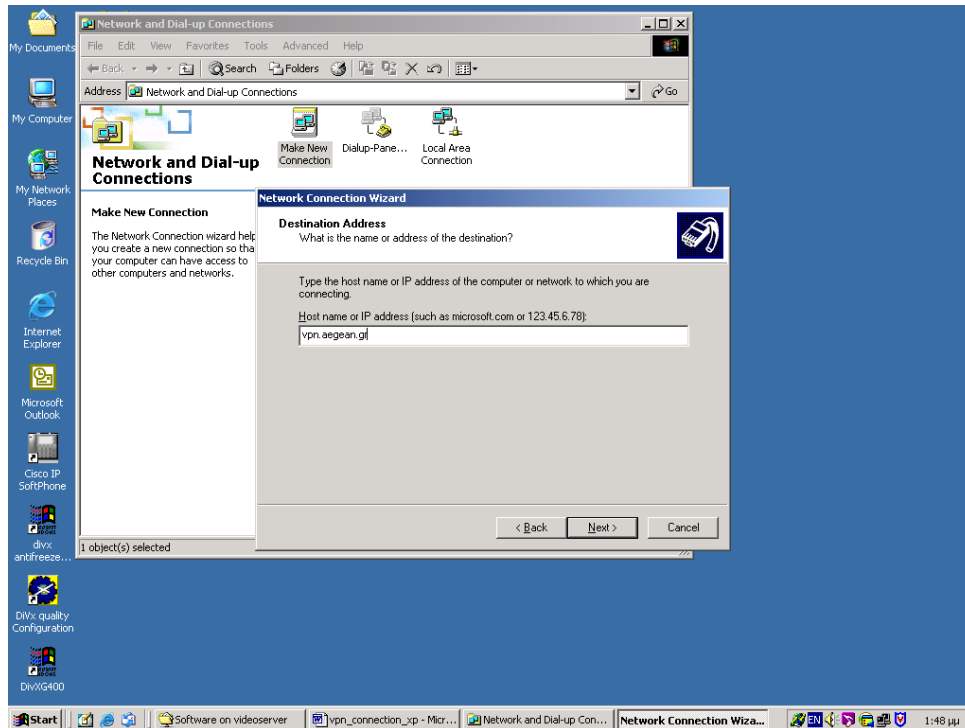 My Documents
My Computer
My Network
Places
Recycle Bin
Internet
Explorer
Microsoft
Outlook
Cisco IP
SoftPhone
divx
antifreeze...
DiVx quality
Configuration
DivXG400
Network and Dial-up Connections
File Edit View Favorites Tools Advanced Help
Back Search Folders
Address Network and Dial-up Connections Go
Network and Dial-up
Connections
Make New Connection
The Network Connection wizard help
you create a new connection so tha
your computer can have access to
other computers and networks.
Make New
Connection
Dialup-Pane...
Local Area
Connection
1 object(s) selected
Network Connection Wizard
Destination Address
What is the name or address of the destination?
Type the host name or IP address of the computer or network to which you are
connecting.
Host name or IP address (such as microsoft.com or 123.45.6.78):
vpn.aegean.gr
< Back Next > Cancel
Start Software on videoserver vpn_connection_xp - Micr... Network and Dial-up Con... Network Connection Wiza... EN 1:48 μμ